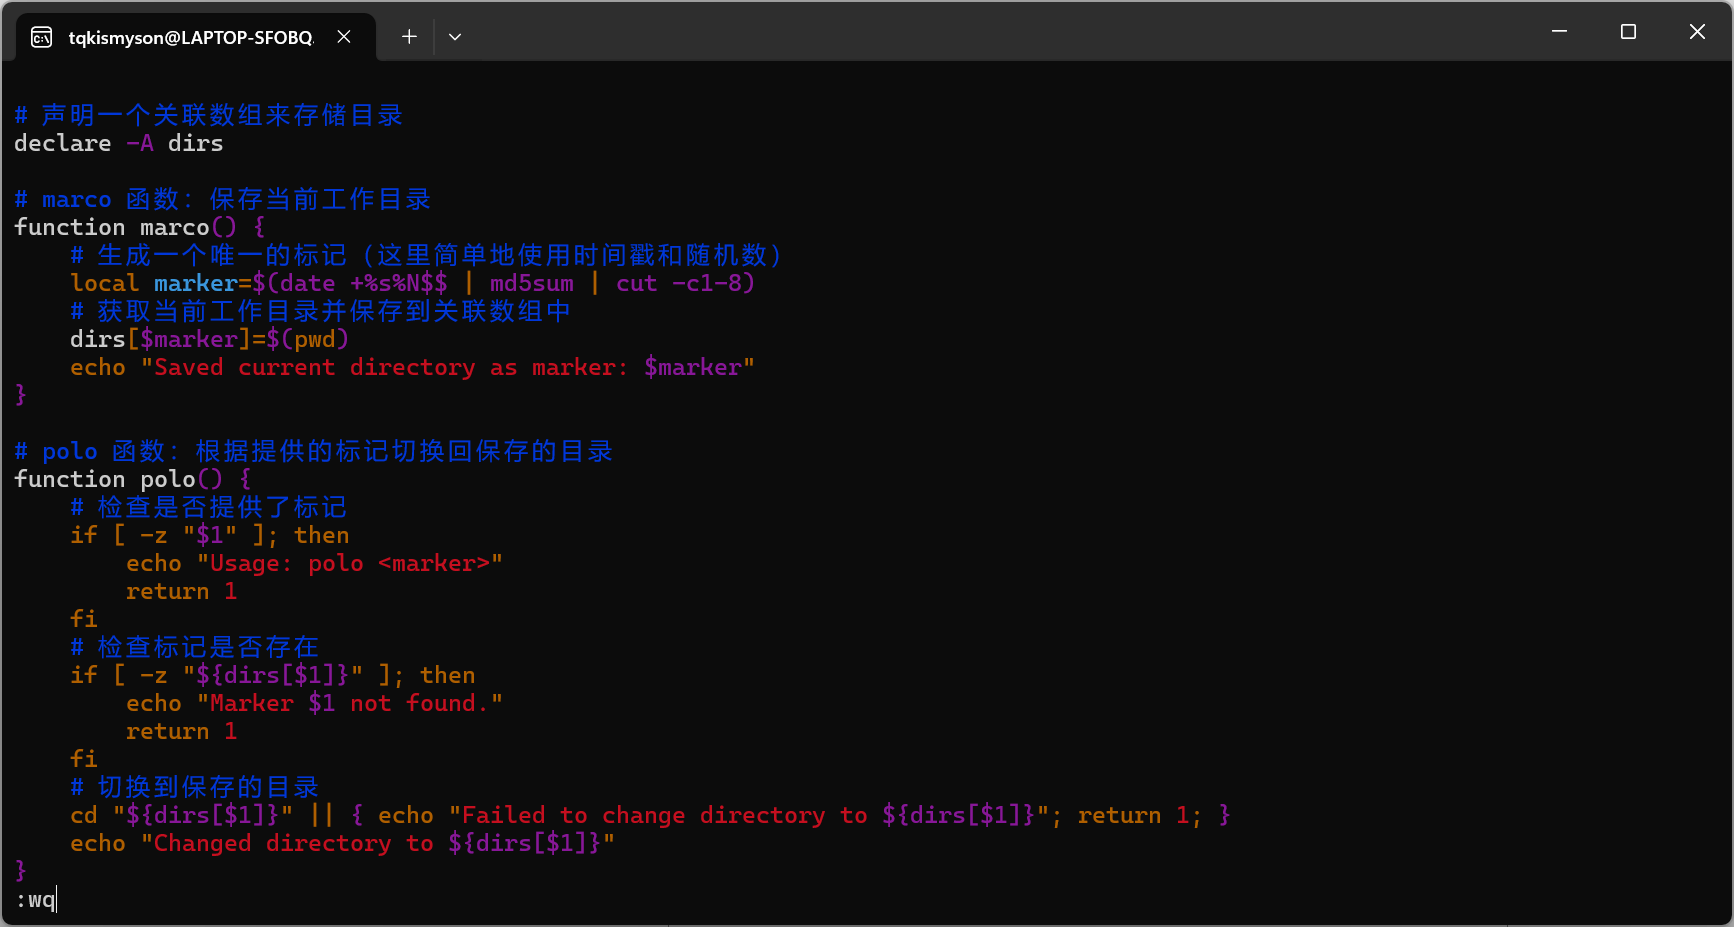 tqkismyson@LAPTOP-SFOBQ
# 声明一个关联数组来存储目录
declare -A dirs
# marco 函数: 保存当前工作目录
function marco() {
    # 生成一个唯一的标记（这里简单地使用时间戳和随机数）
    local marker=$(date +%s%N$$ | md5sum | cut -c1-8)
    # 获取当前工作目录并保存到关联数组中
    dirs[$marker]=$(pwd)
    echo "Saved current directory as marker: $marker"
}
# polo 函数: 根据提供的标记切换回保存的目录
function polo() {
    # 检查是否提供了标记
    if [ -z "$1" ]; then
        echo "Usage: polo <marker>"
        return 1
    fi
    # 检查标记是否存在
    if [ -z "${dirs[$1]}" ]; then
        echo "Marker $1 not found."
        return 1
    fi
    # 切换到保存的目录
    cd "${dirs[$1]}" || { echo "Failed to change directory to ${dirs[$1]}"; return 1; }
    echo "Changed directory to ${dirs[$1]}"
}
:wq